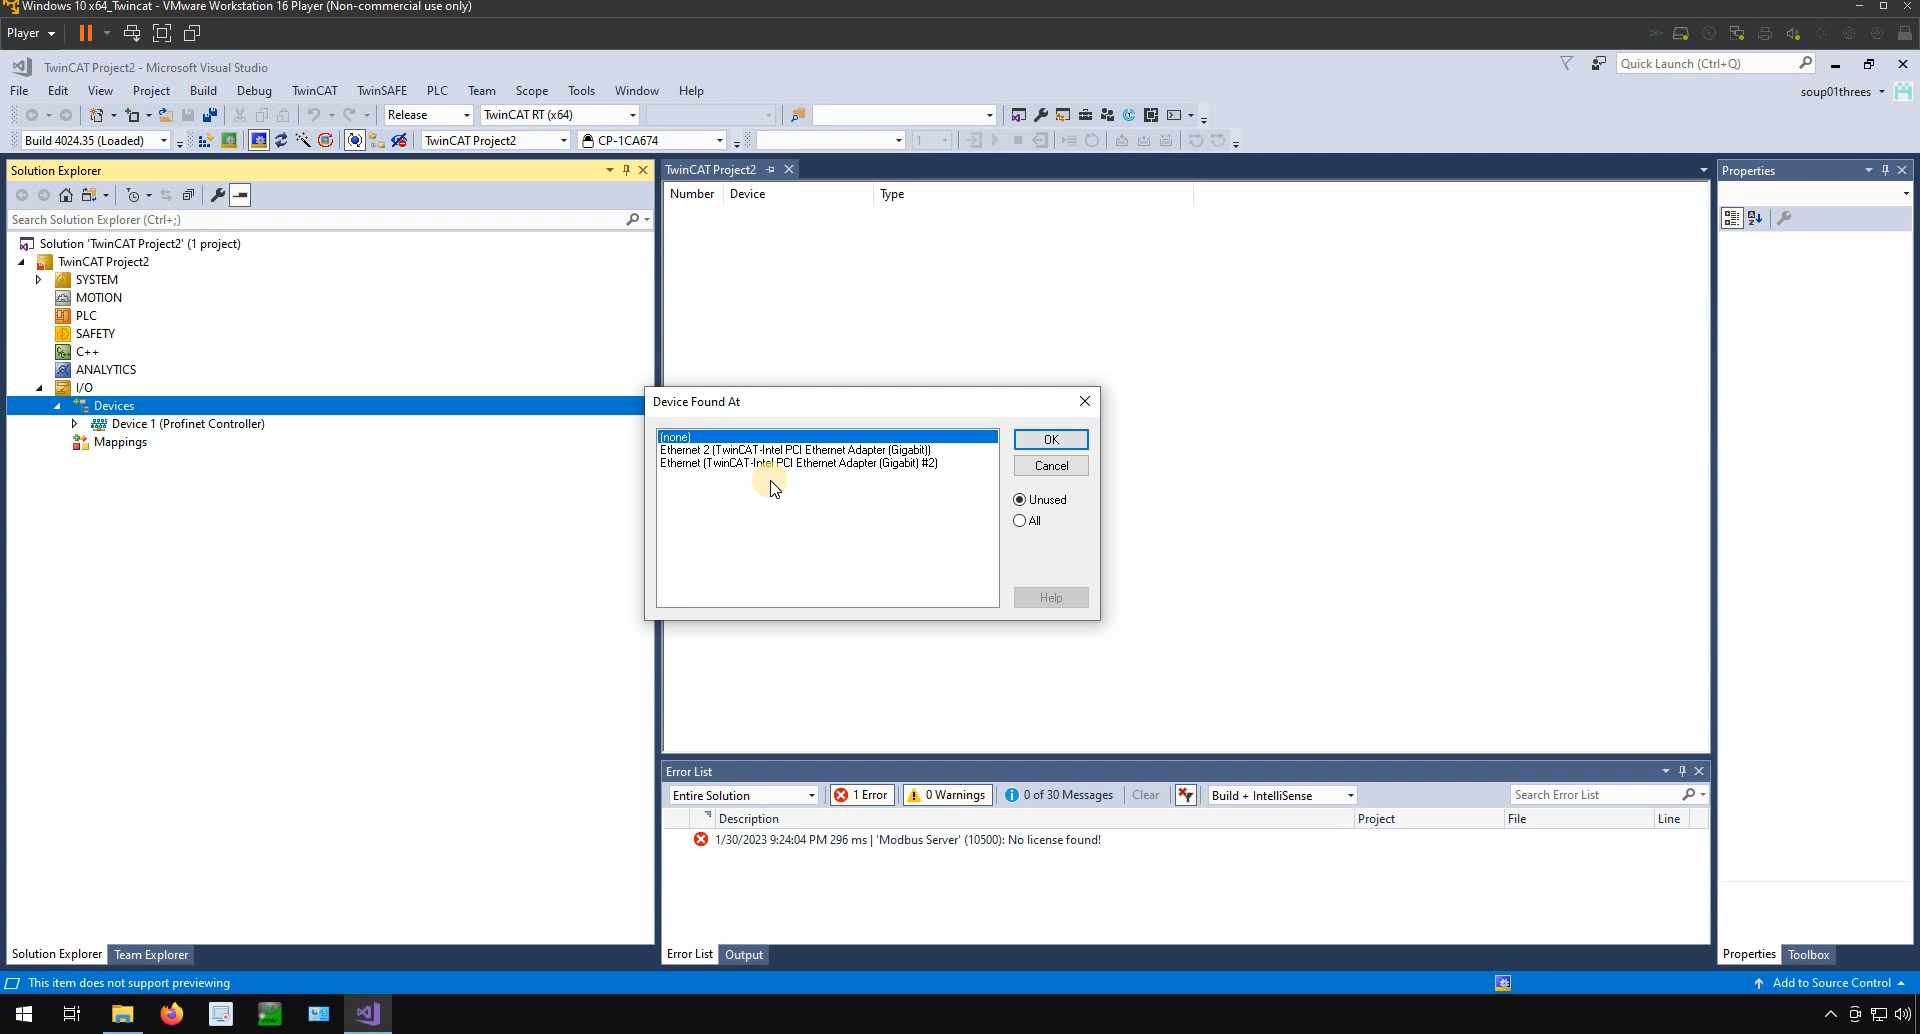 Windows 10 x64_Twincat - VMware Workstation 16 Player (Non-commercial use only)
Player
TwinCAT Project2 - Microsoft Visual Studio
Quick Launch (Ctrl+Q)
File Edit View Project Build Debug TwinCAT TwinSAFE PLC Team Scope Tools Window Help
soup01threes
Release TwinCAT RT (x64)
Build 4024.35 (Loaded) TwinCAT Project2 CP-1CA674 1
Solution Explorer
Search Solution Explorer (Ctrl+;)
Solution 'TwinCAT Project2' (1 project)
TwinCAT Project2
SYSTEM
MOTION
PLC
SAFETY
C++
ANALYTICS
I/O
Devices
Device 1 (Profinet Controller)
Mappings
Solution Explorer Team Explorer
TwinCAT Project2
Number Device Type
Device Found At
(none)
Ethernet 2 (TwinCAT-Intel PCI Ethernet Adapter (Gigabit))
Ethernet (TwinCAT-Intel PCI Ethernet Adapter (Gigabit) #2)
OK
Cancel
Unused
All
Help
Error List
Entire Solution 1 Error 0 Warnings 0 of 30 Messages Clear Build + IntelliSense Search Error List
Description Project File Line
1/30/2023 9:24:04 PM 296 ms | 'Modbus Server' (10500): No license found!
Error List Output
Properties
Properties Toolbox
This item does not support previewing
Add to Source Control